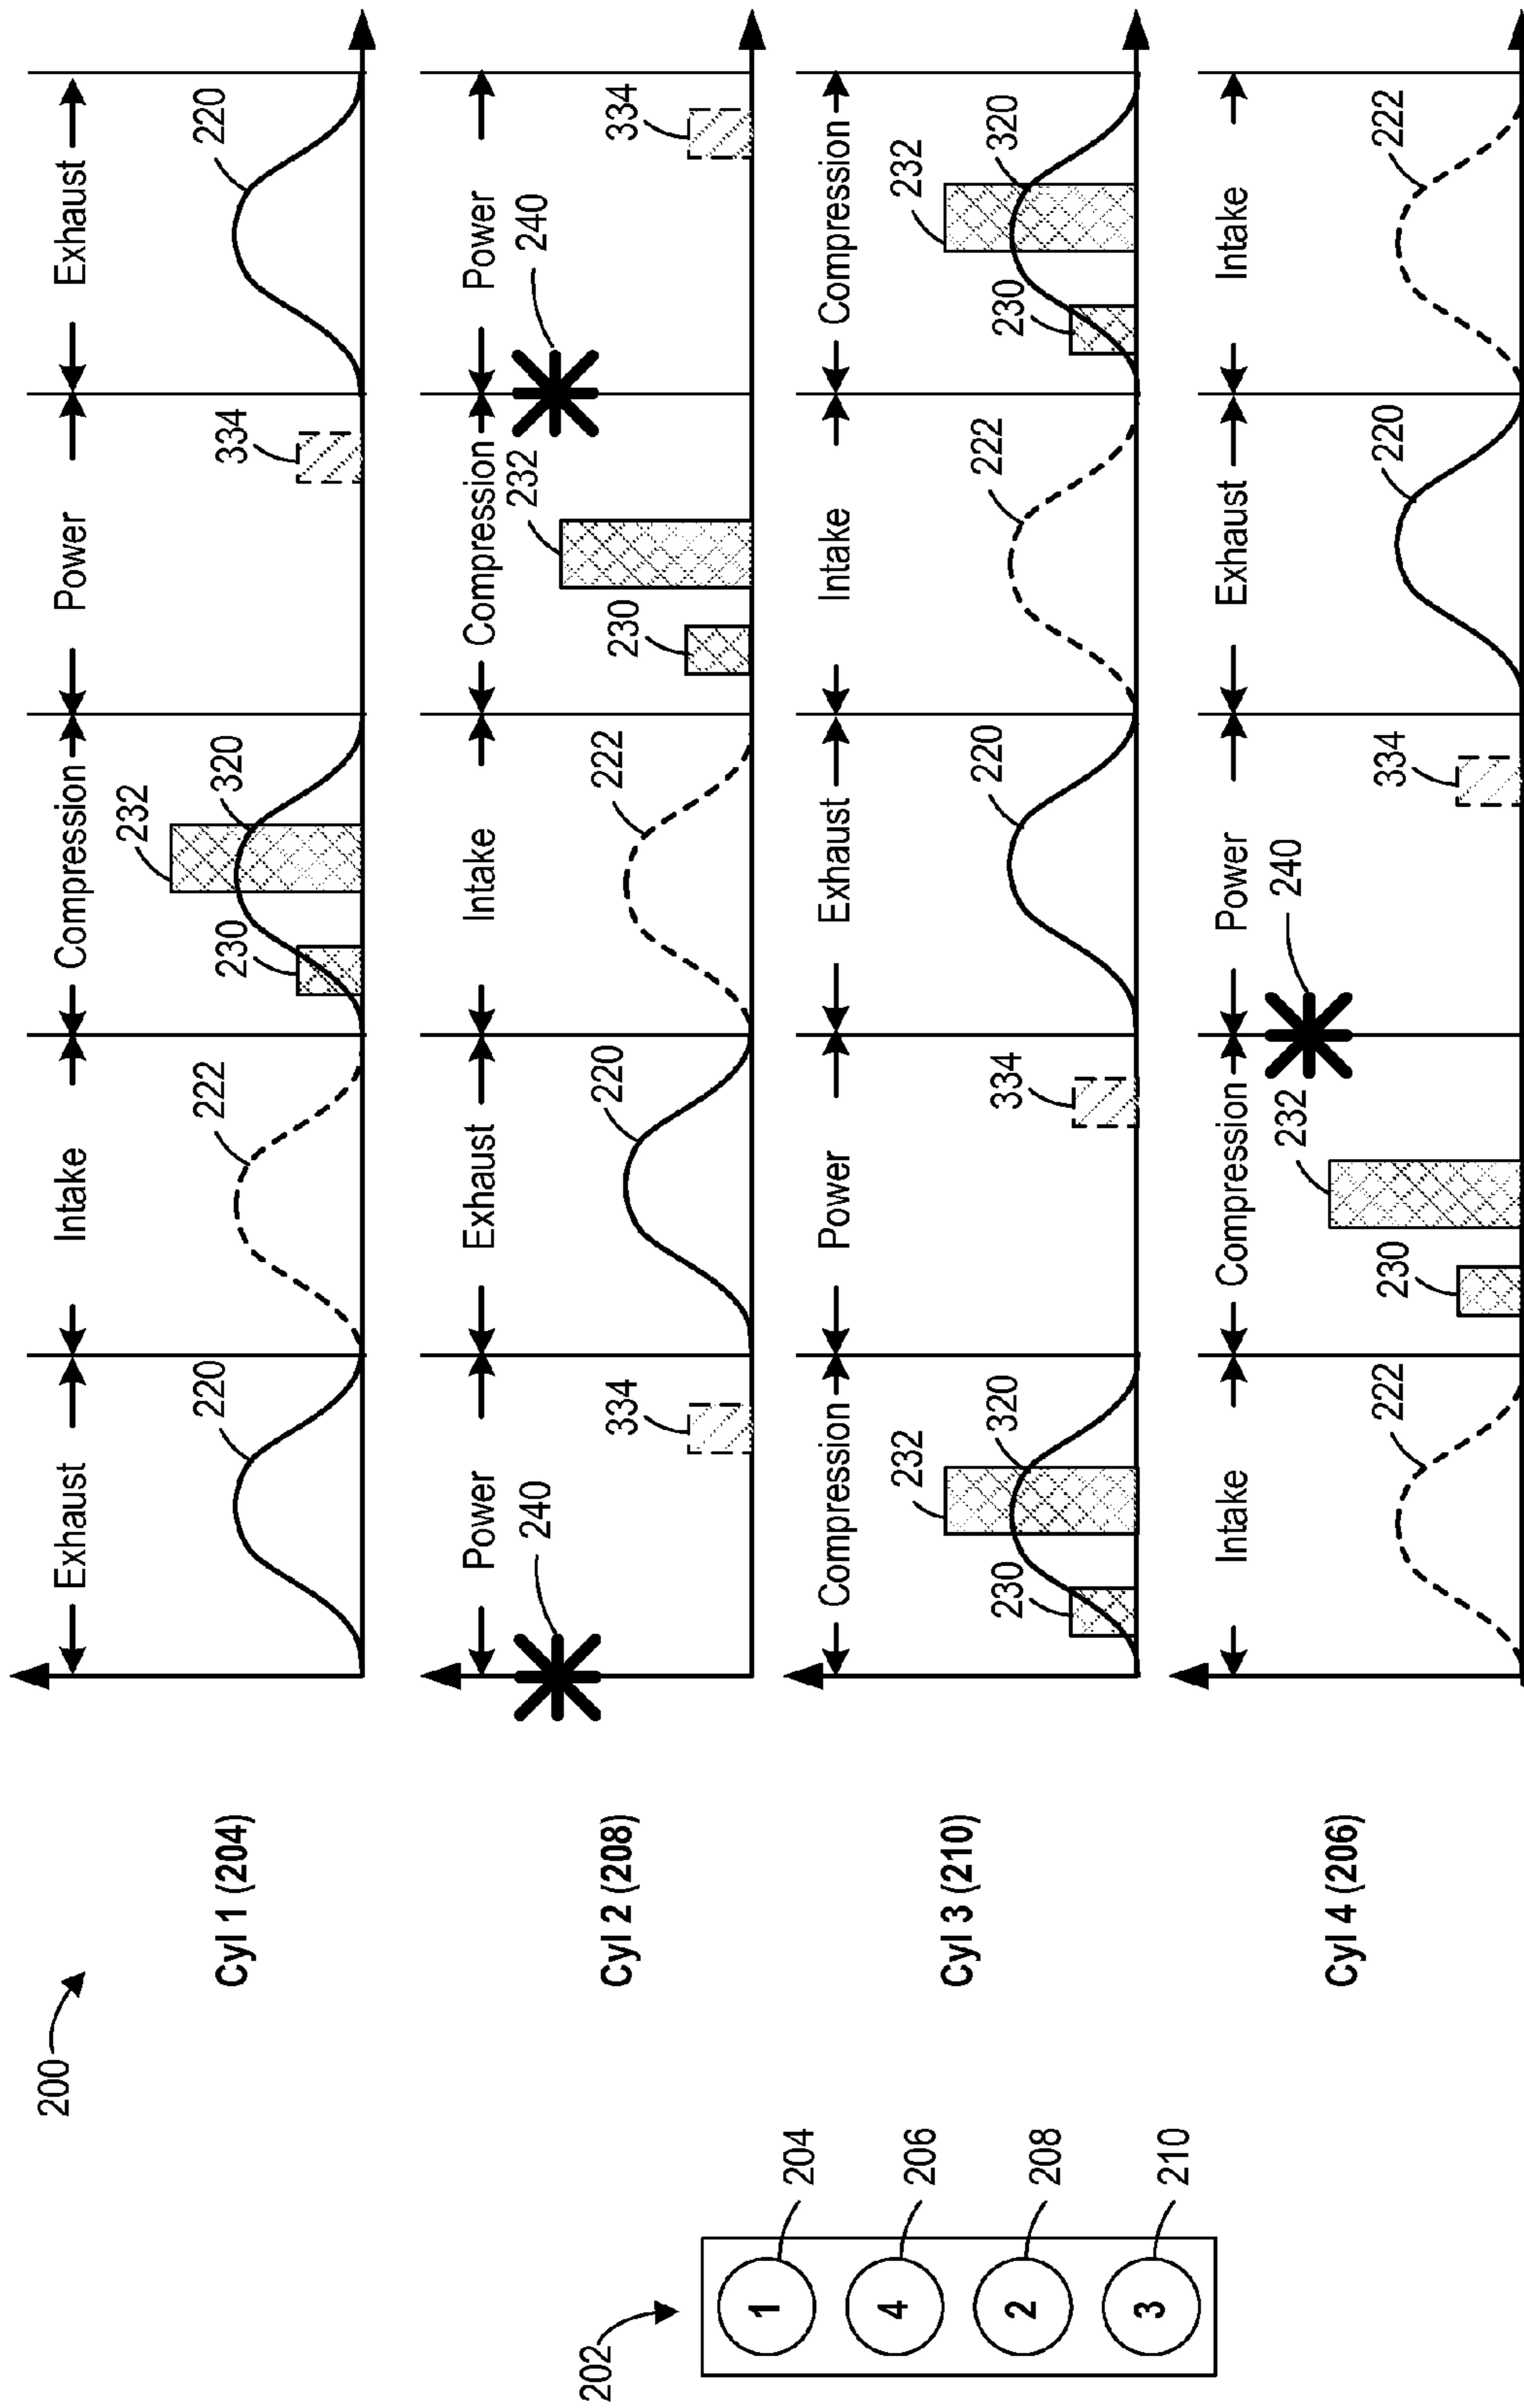 200
202
1
4
2
3
204
206
208
210
Cyl 1 (204)
Exhaust Intake Compression Power Exhaust
232
220 222 230 320 334 220
Cyl 2 (208)
Power Exhaust Intake Compression Power
240 232 240
334 220 222 230 334
Cyl 3 (210)
Compression Power Exhaust Intake Compression
232 232
230 320 334 220 222 230 320
Cyl 4 (206)
Intake Compression Power Exhaust Intake
232 240
222 230 334 220 222